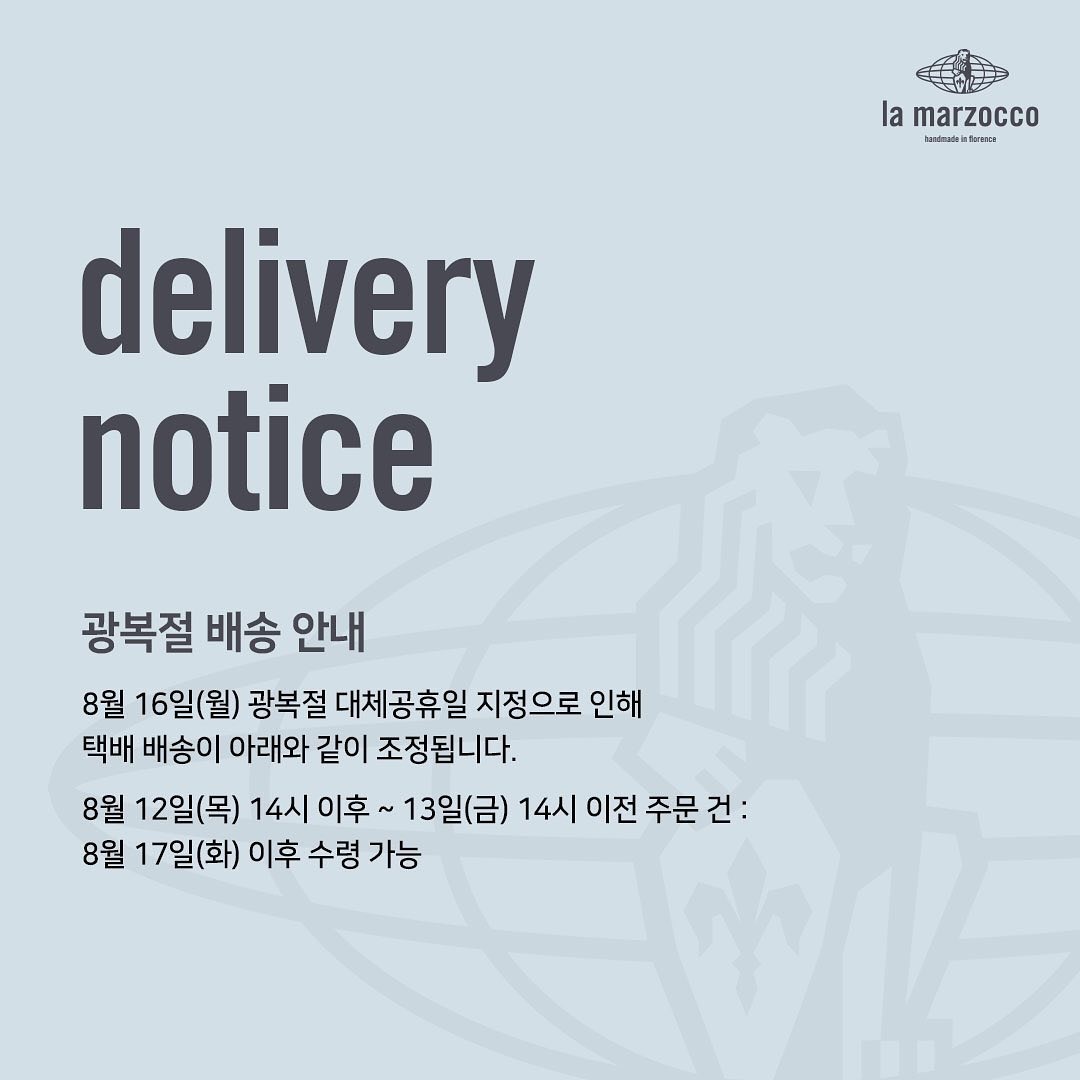 la marzocco
handmade in florence
delivery
notice
광복절 배송 안내
8월 16일(월) 광복절 대체공휴일 지정으로 인해
택배 배송이 아래와 같이 조정됩니다.
8월 12일(목) 14시 이후 ~ 13일(금) 14시 이전 주문 건 :
8월 17일(화) 이후 수령 가능